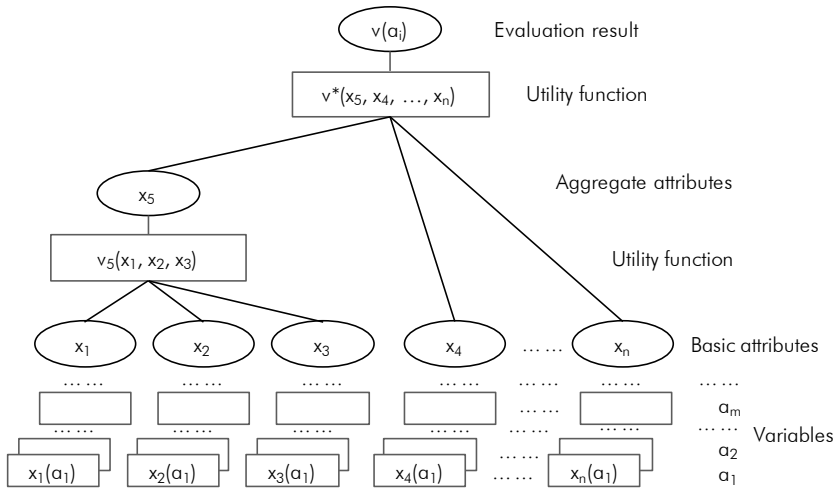 v(aᵢ) Evaluation result
v*(x₅, x₄, ..., xₙ) Utility function
Aggregate attributes
x₅
v₅(x₁, x₂, x₃) Utility function
x₁ x₂ x₃ x₄ ...... xₙ Basic attributes
...... ...... ...... ...... ...... ...... ......
...... aₘ
...... ...... ...... ...... ...... ...... ...... Variables
...... a₂
x₁(a₁) x₂(a₁) x₃(a₁) x₄(a₁) ...... xₙ(a₁) a₁